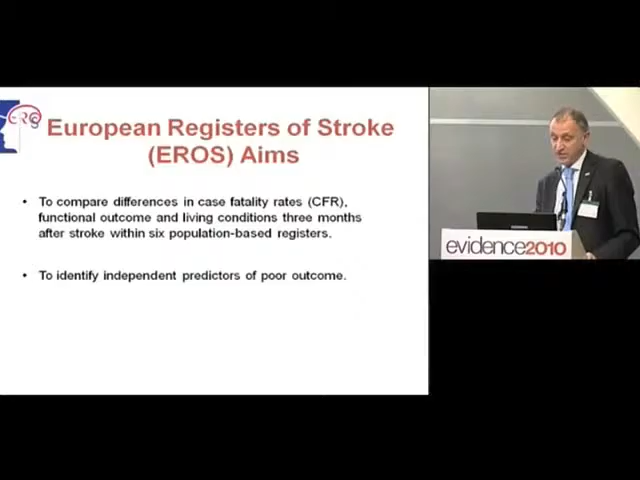 European Registers of Stroke
(EROS) Aims
• To compare differences in case fatality rates (CFR),
functional outcome and living conditions three months
after stroke within six population-based registers.
• To identify independent predictors of poor outcome.
evidence2010